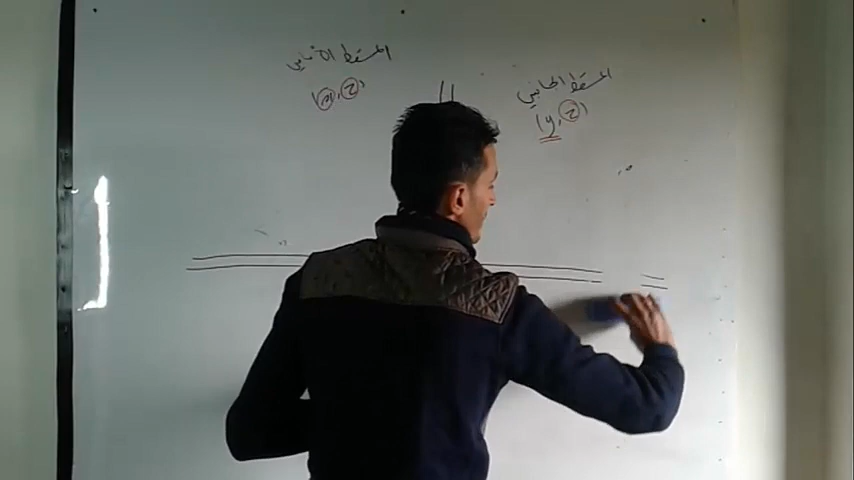 المسقط الجانبي
(y, z)
المسقط الأمامي
(x, z)